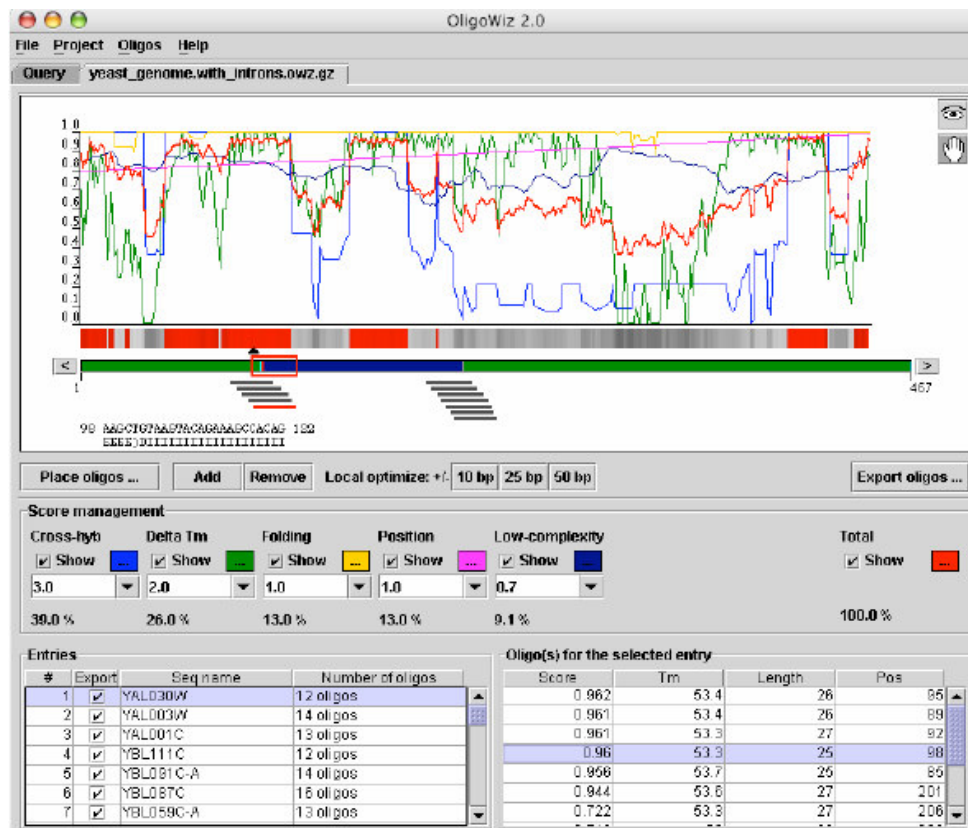 OligoWiz 2.0
File Project Oligos Help
Query yeast_genome.with_introns.owz.gz
1.0
0.9
0.8
0.7
0.6
0.5
0.4
0.3
0.2
0.1
0.0
< >
1 467
98 AAGCTGTAAGTACAGAAAGCCACAG 122
Place oligos ... Add Remove Local optimize: +/- 10 bp 25 bp 50 bp Export oligos ...
Score management
Cross-hyb Delta Tm Folding Position Low-complexity Total
Show ... Show ... Show ... Show ... Show ... Show ...
3.0 2.0 1.0 1.0 0.7
39.0 % 26.0 % 13.0 % 13.0 % 9.1 % 100.0 %
Entries Oligo(s) for the selected entry
# Export Seq name Number of oligos Score Tm Length Pos
1 YAL030W 12 oligos 0.962 53.4 26 95
2 YAL003W 14 oligos 0.961 53.4 26 89
3 YAL001C 13 oligos 0.961 53.3 27 92
4 YBL111C 12 oligos 0.96 53.3 25 98
5 YBL091C-A 14 oligos 0.956 53.7 25 85
6 YBL087C 16 oligos 0.944 53.6 27 201
7 YBL059C-A 13 oligos 0.722 53.3 27 206